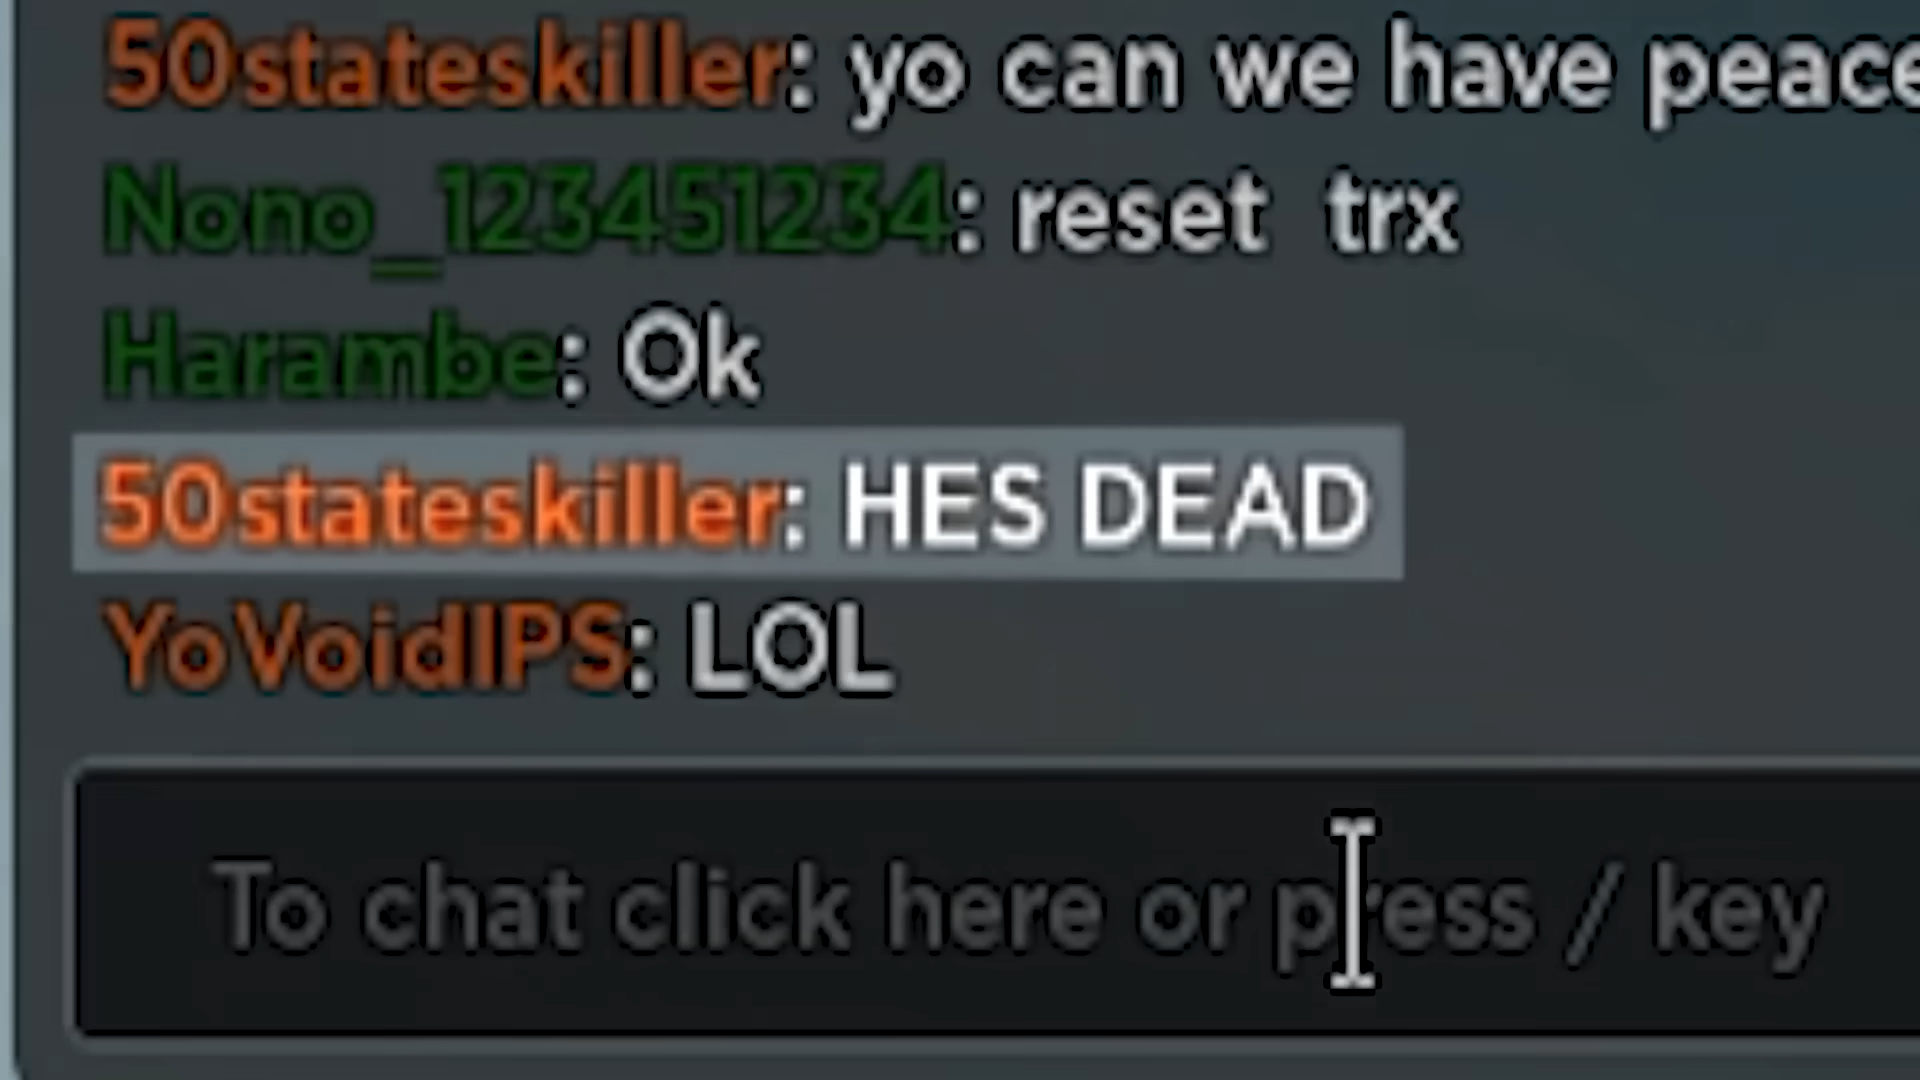 50stateskiller: yo can we have peace
Nono_123451234: reset  trx
Harambe: Ok
50stateskiller: HES DEAD
YoVoidIPS: LOL
To chat click here or press / key